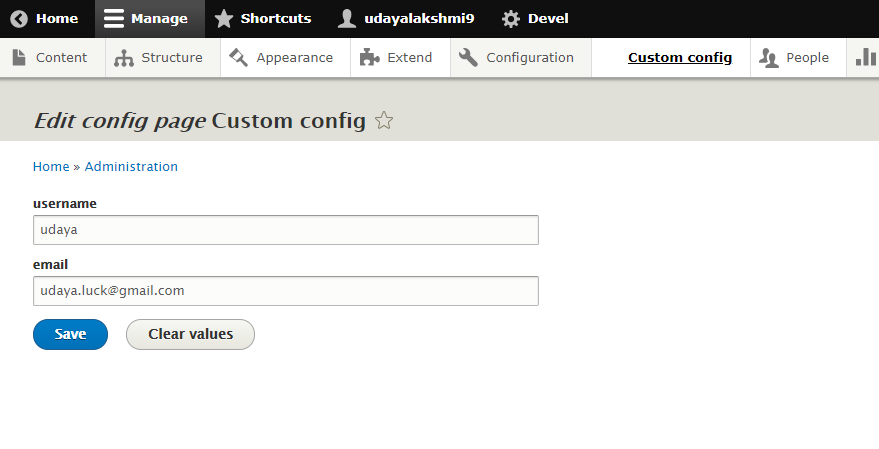 Home Manage Shortcuts udayalakshmi9 Devel
Content Structure Appearance Extend Configuration Custom config People
Edit config page Custom config
Home » Administration
username
udaya
email
udaya.luck@gmail.com
Save Clear values